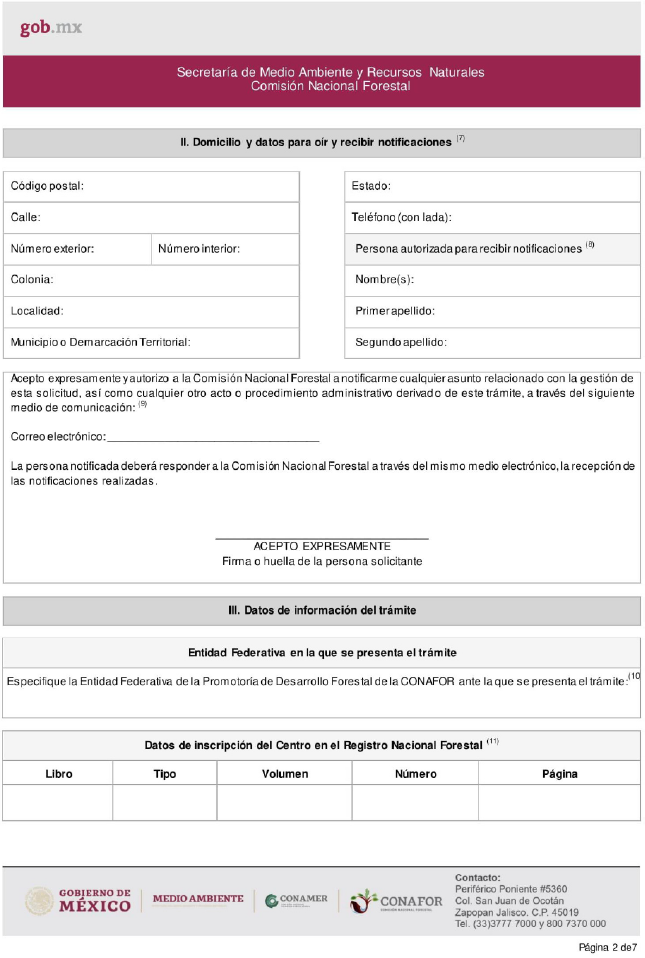 gob.mx
Secretaría de Medio Ambiente y Recursos Naturales
Comisión Nacional Forestal
II. Domicilio y datos para oír y recibir notificaciones (7)
Código postal:
Calle:
Número exterior: Número interior:
Colonia:
Localidad:
Municipio o Demarcación Territorial:
Estado:
Teléfono (con lada):
Persona autorizada para recibir notificaciones (8)
Nombre(s):
Primer apellido:
Segundo apellido:
Acepto expresamente y autorizo a la Comisión Nacional Forestal a notificarme cualquier asunto relacionado con la gestión de
esta solicitud, así como cualquier otro acto o procedimiento administrativo derivado de este trámite, a través del siguiente
medio de comunicación: (9)
Correo electrónico:
La persona notificada deberá responder a la Comisión Nacional Forestal a través del mismo medio electrónico, la recepción de
las notificaciones realizadas.
ACEPTO EXPRESAMENTE
Firma o huella de la persona solicitante
III. Datos de información del trámite
Entidad Federativa en la que se presenta el trámite
Especifique la Entidad Federativa de la Promotoría de Desarrollo Forestal de la CONAFOR ante la que se presenta el trámite:(10
Datos de inscripción del Centro en el Registro Nacional Forestal (11)
Libro Tipo Volumen Número Página
GOBIERNO DE
MÉXICO
MEDIO AMBIENTE
CONAMER
CONAFOR
COMISIÓN NACIONAL FORESTAL
Contacto:
Periférico Poniente #5360
Col. San Juan de Ocotán
Zapopan Jalisco. C.P. 45019
Tel. (33)3777 7000 y 800 7370 000
Página 2 de7